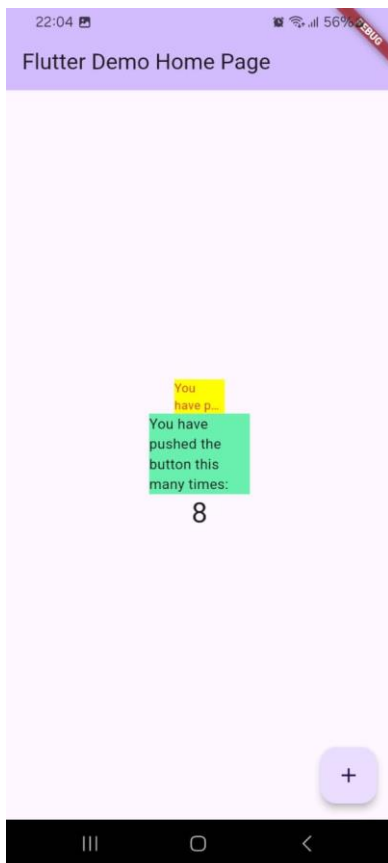 22:04 56%
DEBUG
Flutter Demo Home Page
You
have p...
You have
pushed the
button this
many times:
8
+